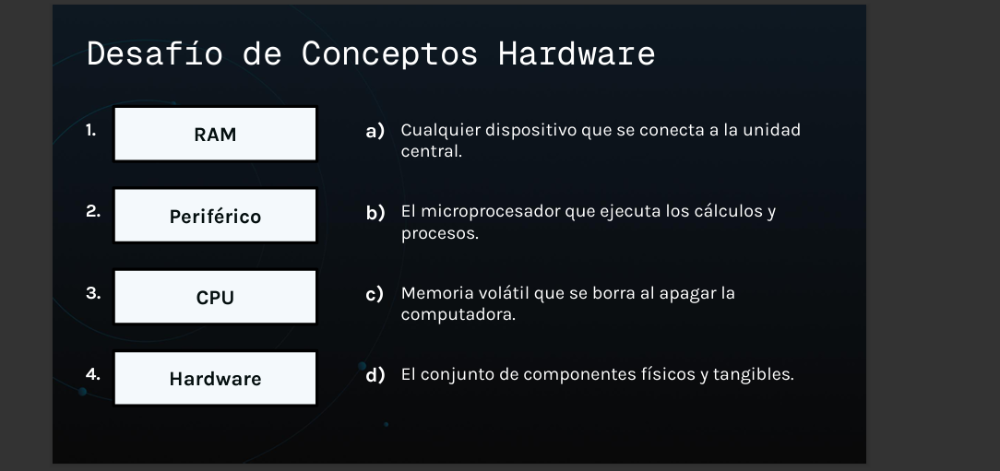 Desafío de Conceptos Hardware
1. RAM
a) Cualquier dispositivo que se conecta a la unidad
central.
2. Periférico
b) El microprocesador que ejecuta los cálculos y
procesos.
3. CPU
c) Memoria volátil que se borra al apagar la
computadora.
4. Hardware
d) El conjunto de componentes físicos y tangibles.